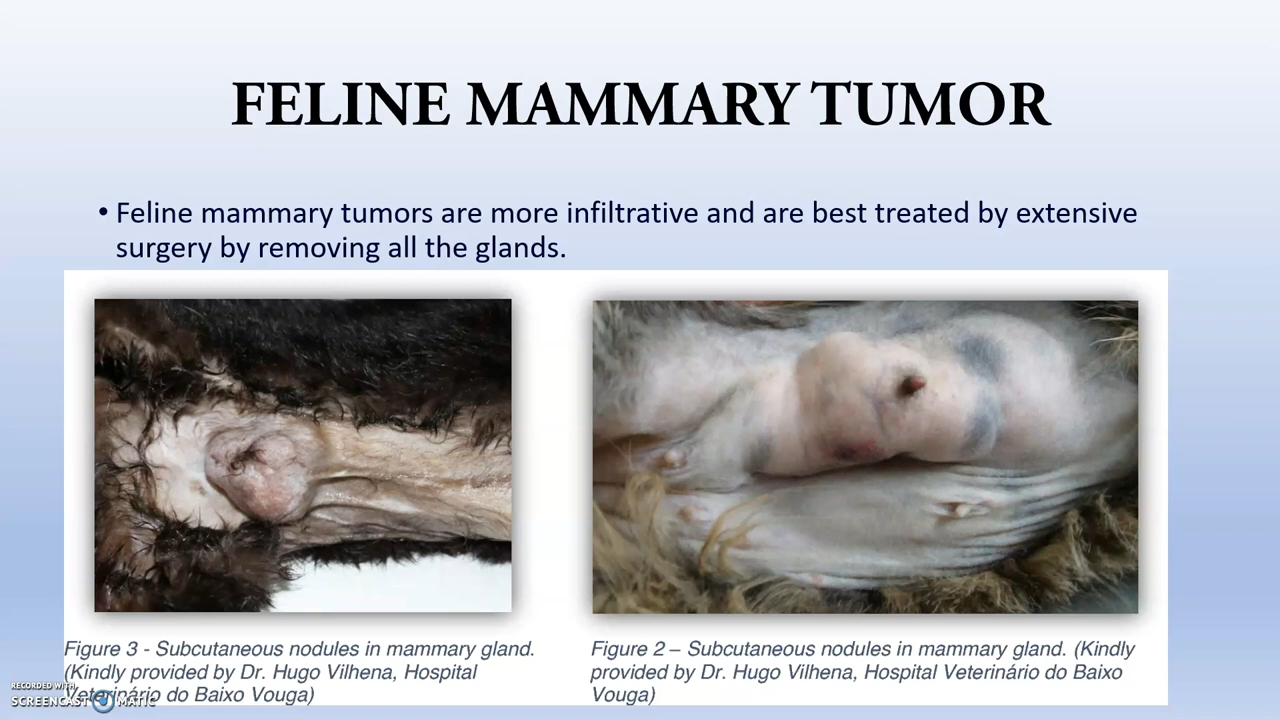 FELINE MAMMARY TUMOR
• Feline mammary tumors are more infiltrative and are best treated by extensive
surgery by removing all the glands.
Figure 3 - Subcutaneous nodules in mammary gland.
(Kindly provided by Dr. Hugo Vilhena, Hospital
Veterinário do Baixo Vouga)
Figure 2 – Subcutaneous nodules in mammary gland. (Kindly
provided by Dr. Hugo Vilhena, Hospital Veterinário do Baixo
Vouga)
RECORDED WITH
SCREENCAST MATIC